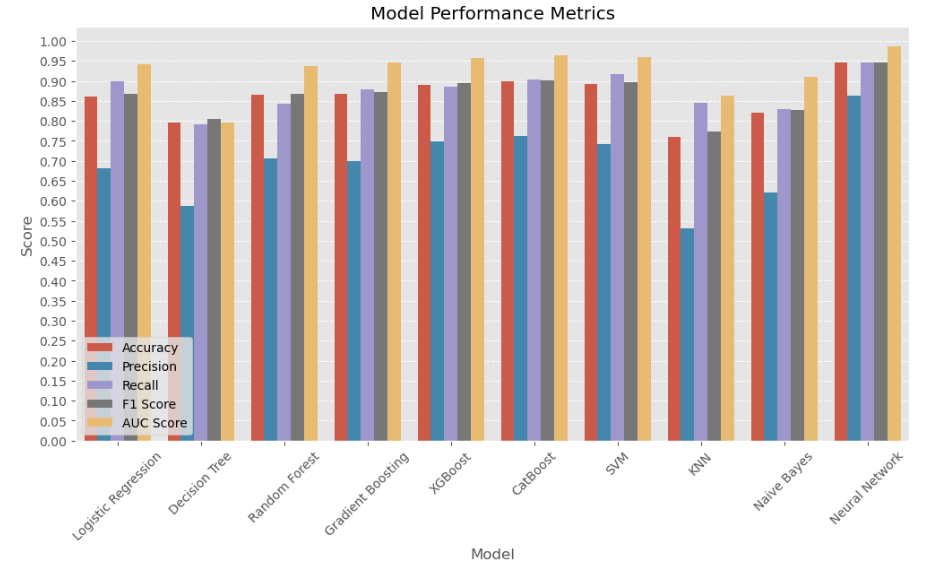 Model Performance Metrics
Score
1.00
0.95
0.90
0.85
0.80
0.75
0.70
0.65
0.60
0.55
0.50
0.45
0.40
0.35
0.30
0.25
0.20
0.15
0.10
0.05
0.00
Accuracy
Precision
Recall
F1 Score
AUC Score
Logistic Regression
Decision Tree
Random Forest
Gradient Boosting
XGBoost
CatBoost
SVM
KNN
Naive Bayes
Neural Network
Model